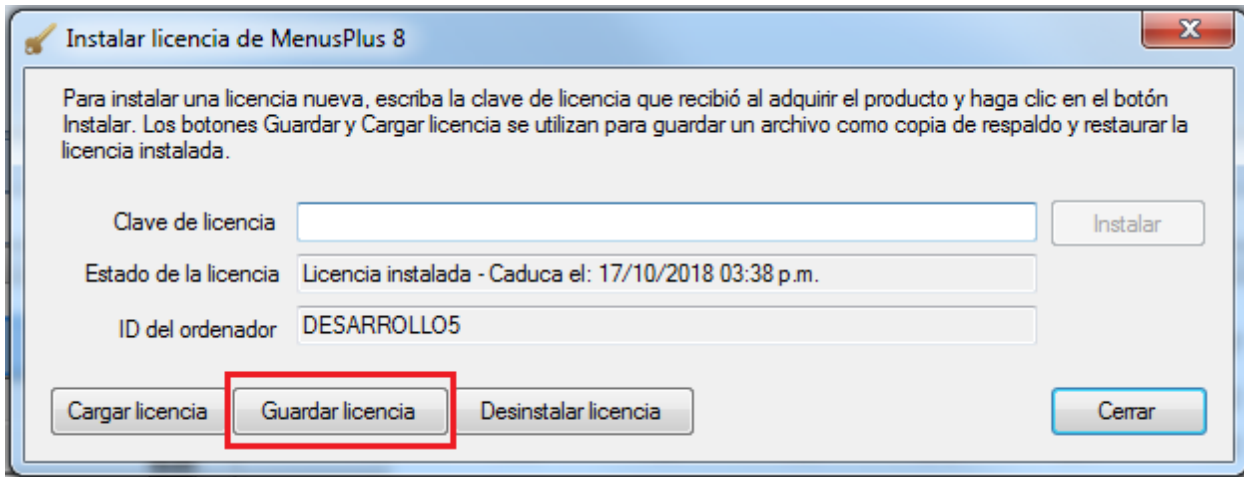 Instalar licencia de MenusPlus 8
Para instalar una licencia nueva, escriba la clave de licencia que recibió al adquirir el producto y haga clic en el botón
Instalar. Los botones Guardar y Cargar licencia se utilizan para guardar un archivo como copia de respaldo y restaurar la
licencia instalada.
Clave de licencia Instalar
Estado de la licencia Licencia instalada - Caduca el: 17/10/2018 03:38 p.m.
ID del ordenador DESARROLLO5
Cargar licencia Guardar licencia Desinstalar licencia Cerrar